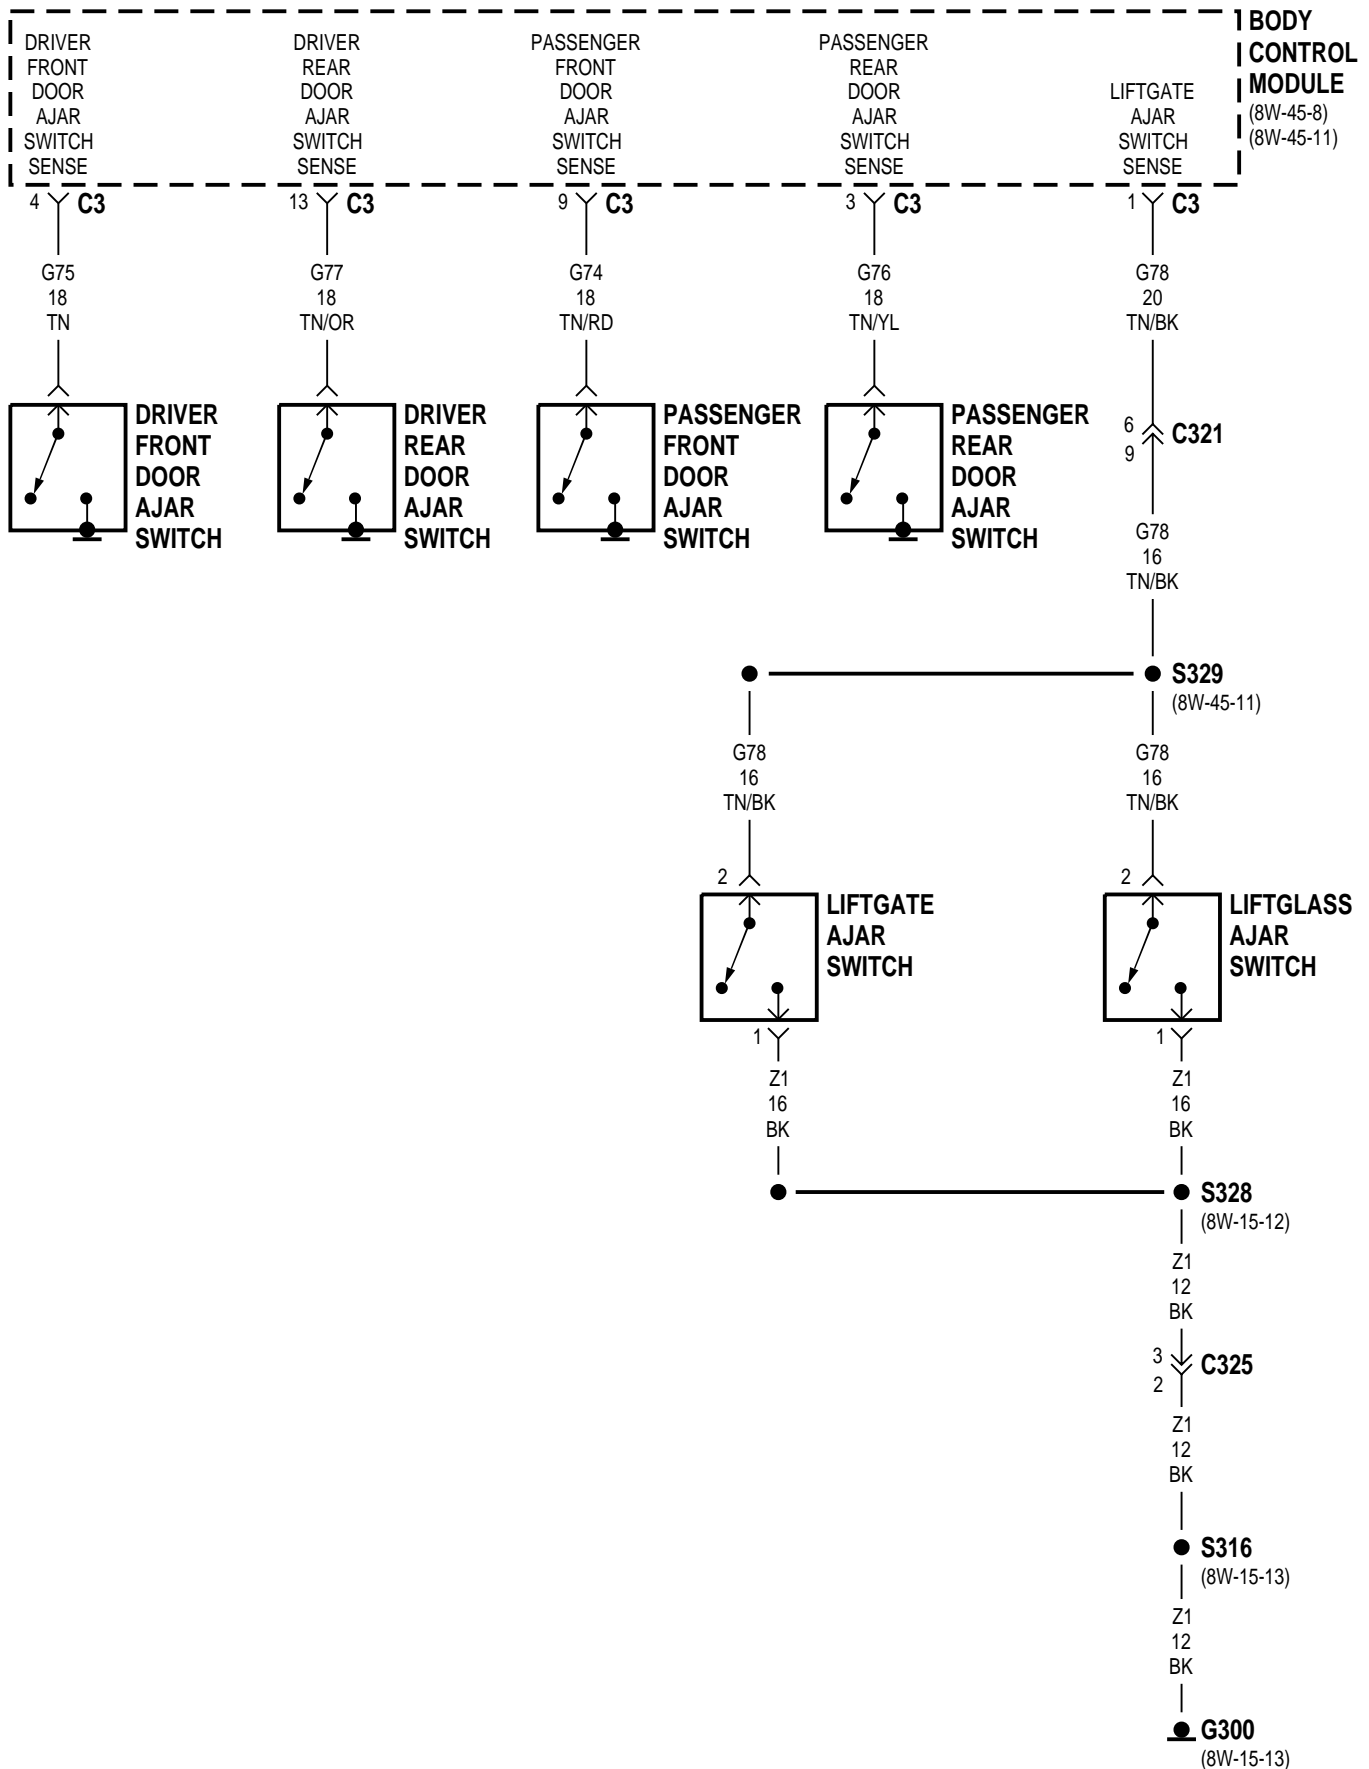 BODY
CONTROL
MODULE
(8W-45-8)
(8W-45-11)
DRIVER
FRONT
DOOR
AJAR
SWITCH
SENSE
DRIVER
REAR
DOOR
AJAR
SWITCH
SENSE
PASSENGER
FRONT
DOOR
AJAR
SWITCH
SENSE
PASSENGER
REAR
DOOR
AJAR
SWITCH
SENSE
LIFTGATE
AJAR
SWITCH
SENSE
4 C3
13 C3
9 C3
3 C3
1 C3
G75
18
TN
G77
18
TN/OR
G74
18
TN/RD
G76
18
TN/YL
G78
20
TN/BK
DRIVER
FRONT
DOOR
AJAR
SWITCH
DRIVER
REAR
DOOR
AJAR
SWITCH
PASSENGER
FRONT
DOOR
AJAR
SWITCH
PASSENGER
REAR
DOOR
AJAR
SWITCH
6
C321
9
G78
16
TN/BK
S329
(8W-45-11)
G78
16
TN/BK
G78
16
TN/BK
2
LIFTGATE
AJAR
SWITCH
1
2
LIFTGLASS
AJAR
SWITCH
1
Z1
16
BK
Z1
16
BK
S328
(8W-15-12)
Z1
12
BK
3
C325
2
Z1
12
BK
S316
(8W-15-13)
Z1
12
BK
G300
(8W-15-13)